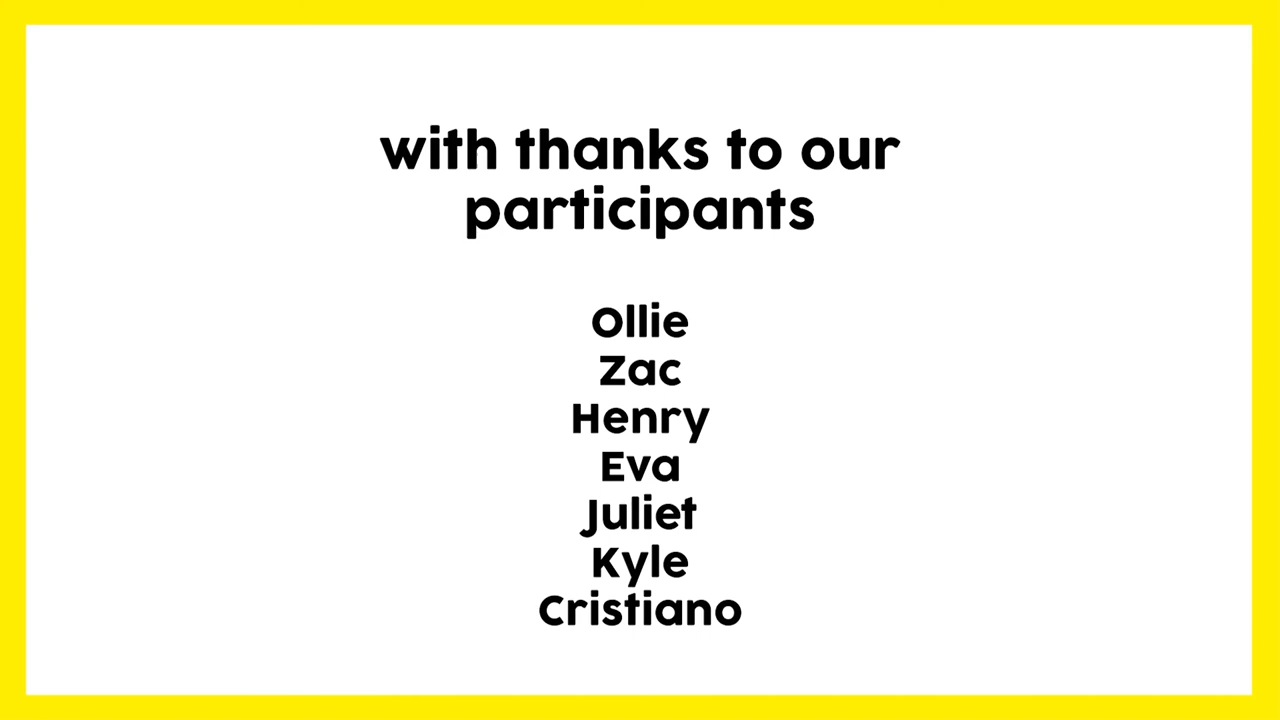 with thanks to our
participants
Ollie
Zac
Henry
Eva
Juliet
Kyle
Cristiano